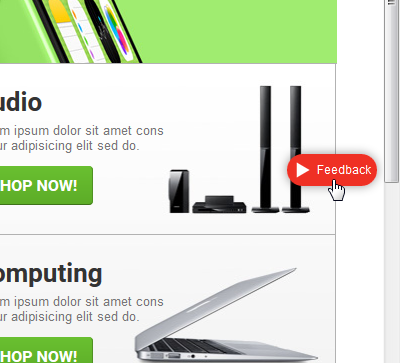 udio
m ipsum dolor sit amet cons
ur adipisicing elit sed do.
HOP NOW!
Feedback
omputing
m ipsum dolor sit amet cons
ur adipisicing elit sed do.
HOP NOW!